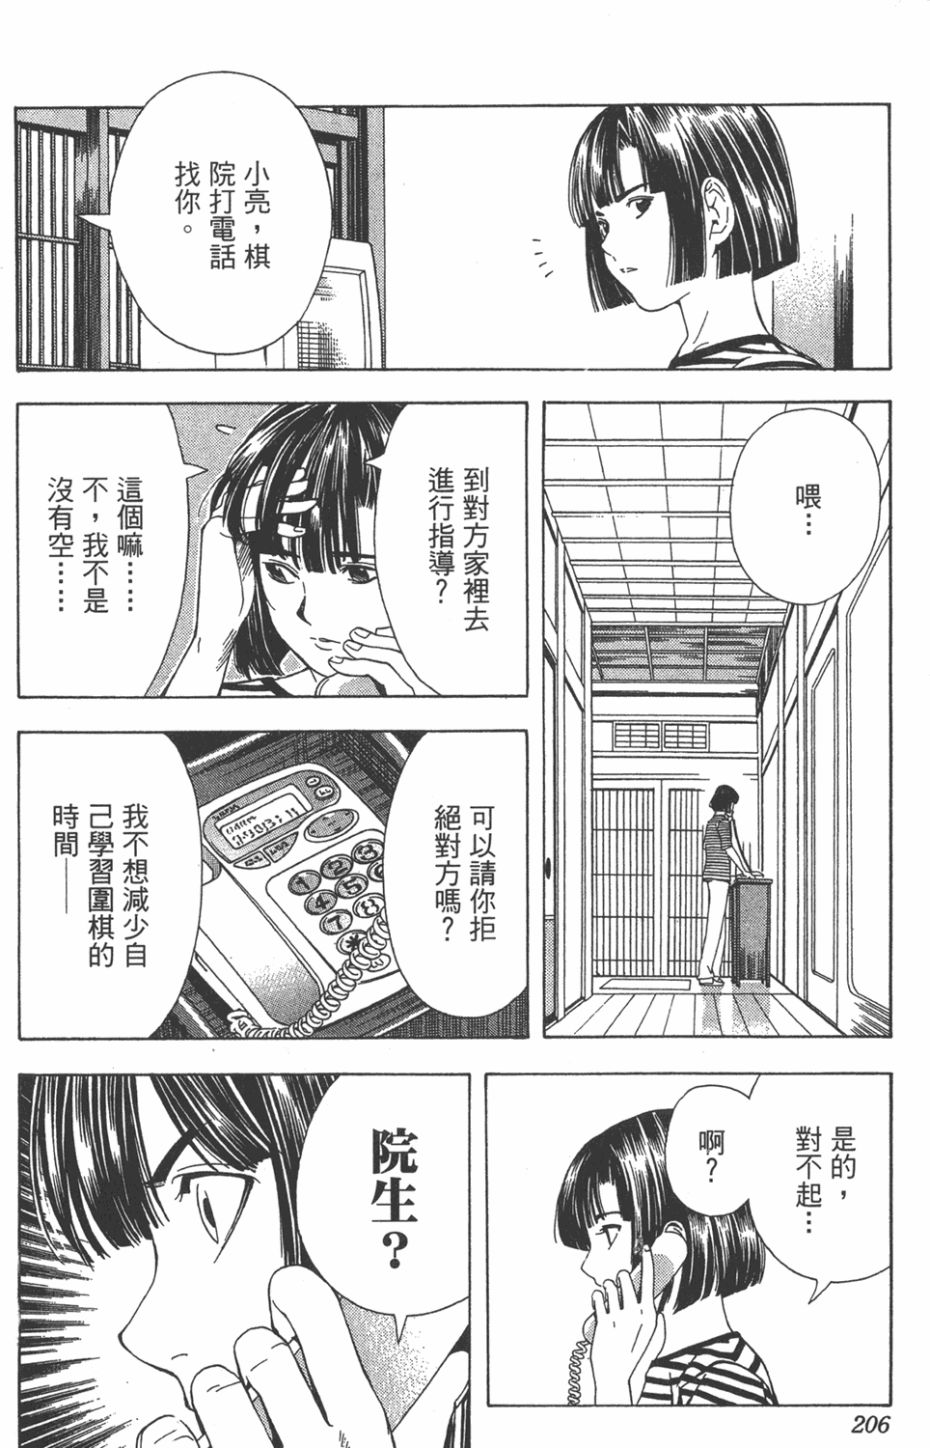 小亮，棋
院打電話
找你。
喂…
到對方家裡去
進行指導？
這個嘛……
不，我不是
沒有空……
可以請你拒
絕對方嗎？
我不想減少自
己學習圍棋的
時間——
是的，
對不起…
啊？
院生？
206